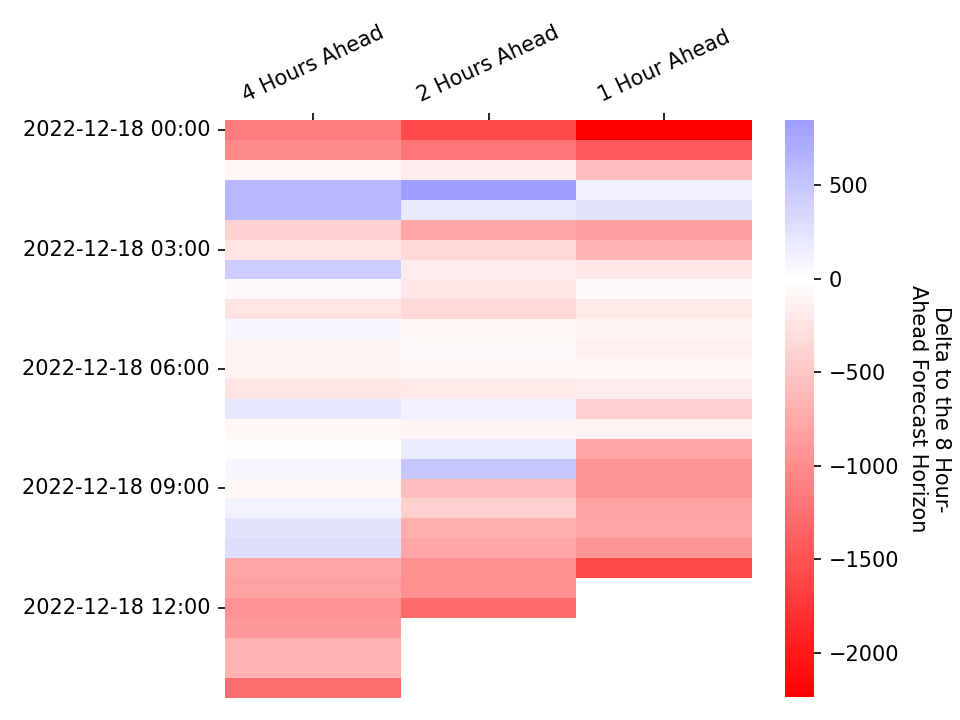 4 Hours Ahead
2 Hours Ahead
1 Hour Ahead
2022-12-18 00:00
2022-12-18 03:00
2022-12-18 06:00
2022-12-18 09:00
2022-12-18 12:00
500
0
−500
−1000
−1500
−2000
Delta to the 8 Hour-
Ahead Forecast Horizon